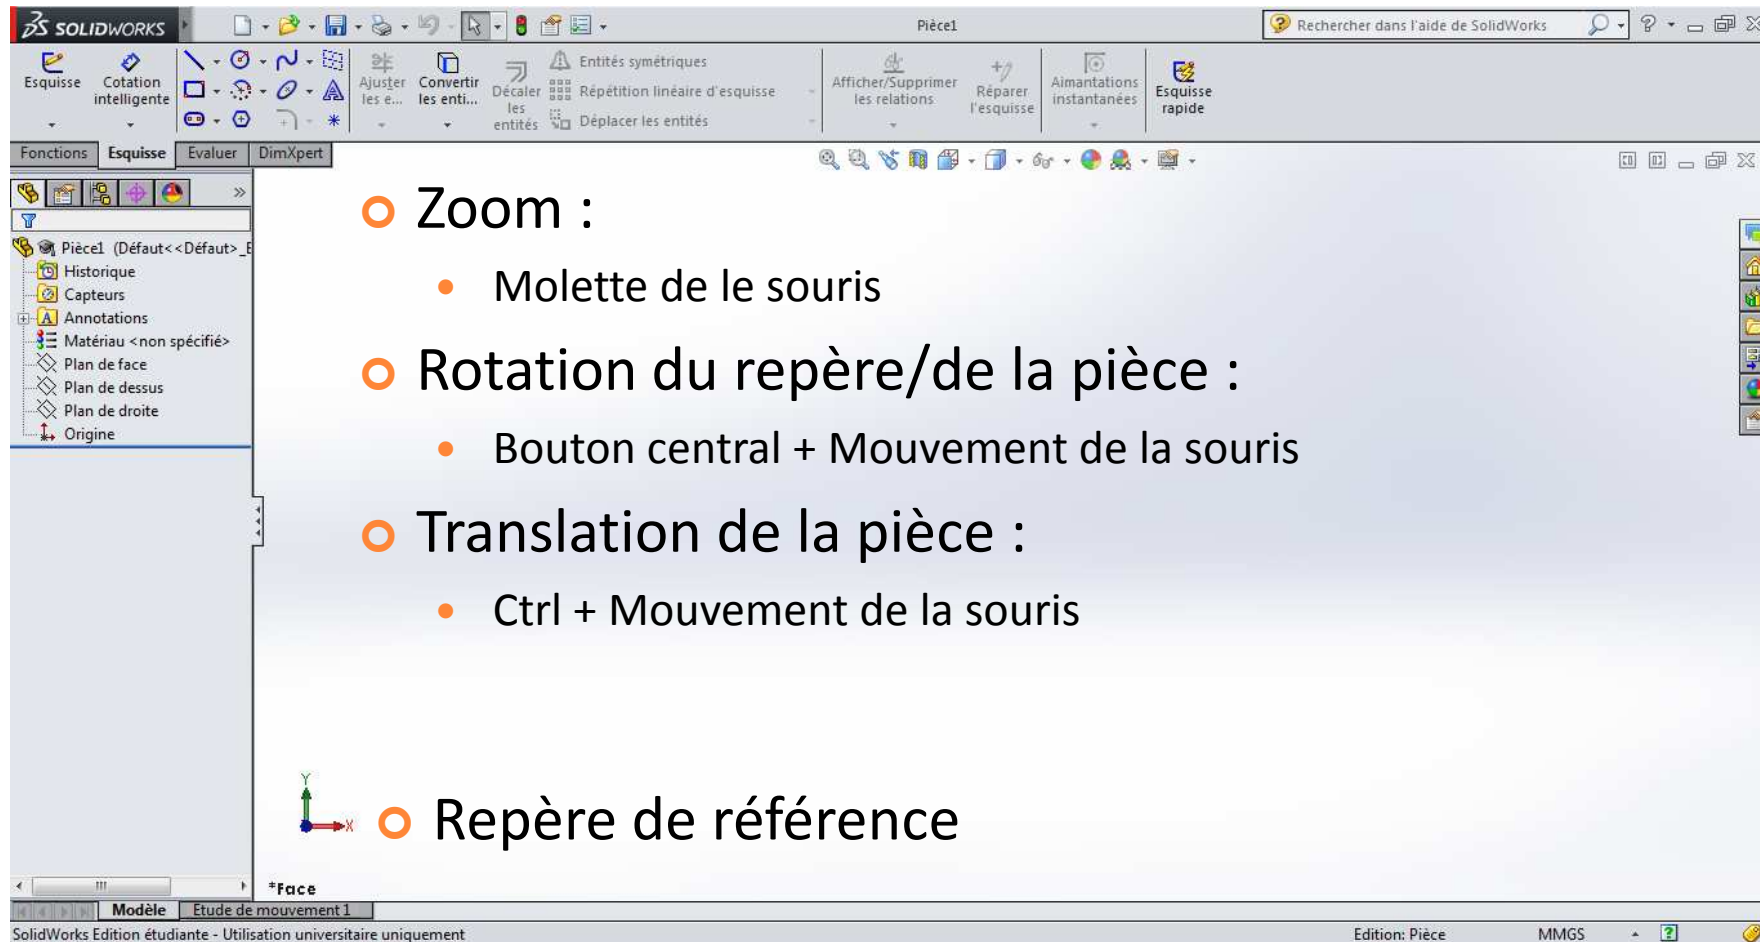 SOLIDWORKS
Pièce1
Rechercher dans l'aide de SolidWorks
Esquisse
Cotation
intelligente
Ajuster
les e...
Convertir
les enti...
Décaler
les
entités
Entités symétriques
Répétition linéaire d'esquisse
Déplacer les entités
Afficher/Supprimer
les relations
Réparer
l'esquisse
Aimantations
instantanées
Esquisse
rapide
Fonctions Esquisse Evaluer DimXpert
Pièce1 (Défaut<<Défaut>_E
Historique
Capteurs
Annotations
Matériau <non spécifié>
Plan de face
Plan de dessus
Plan de droite
Origine
Zoom :
Molette de le souris
Rotation du repère/de la pièce :
Bouton central + Mouvement de la souris
Translation de la pièce :
Ctrl + Mouvement de la souris
Y
X
Repère de référence
*Face
Modèle Etude de mouvement 1
SolidWorks Edition étudiante - Utilisation universitaire uniquement
Edition: Pièce MMGS